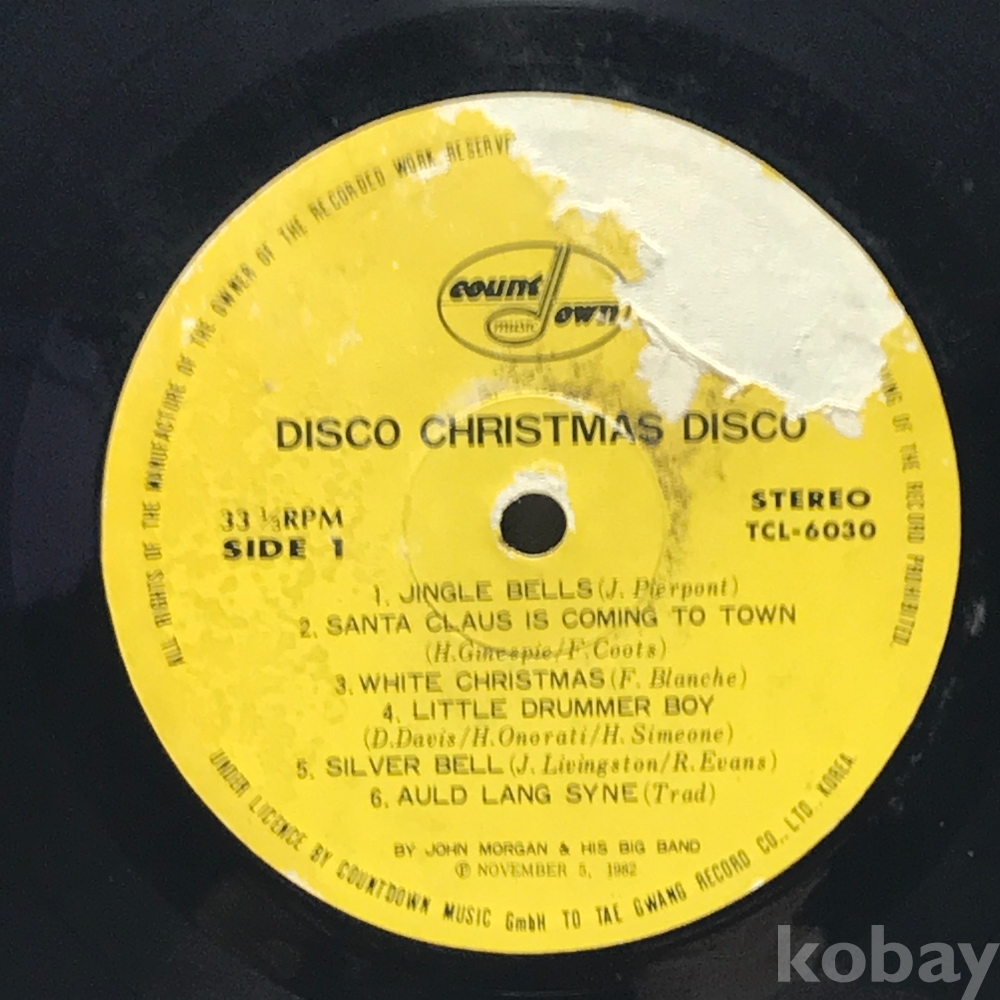 ALL RIGHTS OF THE MANUFACTURE OF THE OWNER OF THE RECORDED WORK RESERVE
OF THE RECORD PROHIBITED.
count
music
DISCO CHRISTMAS DISCO
33 ⅓RPM
SIDE 1
STEREO
TCL-6030
1. JINGLE BELLS (J. Pierpont)
2. SANTA CLAUS IS COMING TO TOWN
(H. Ginespie/F. Coots)
3. WHITE CHRISTMAS (F. Blanche)
4. LITTLE DRUMMER BOY
(D. Davis/H. Onorati/H. Simeone)
5. SILVER BELL (J. Livingston/R. Evans)
6. AULD LANG SYNE (Trad)
BY JOHN MORGAN & HIS BIG BAND
Ⓟ NOVEMBER 5, 1982
UNDER LICENCE BY COUNTDOWN MUSIC GmbH TO TAE GWANG RECORD CO., LTD., KOREA
kobay